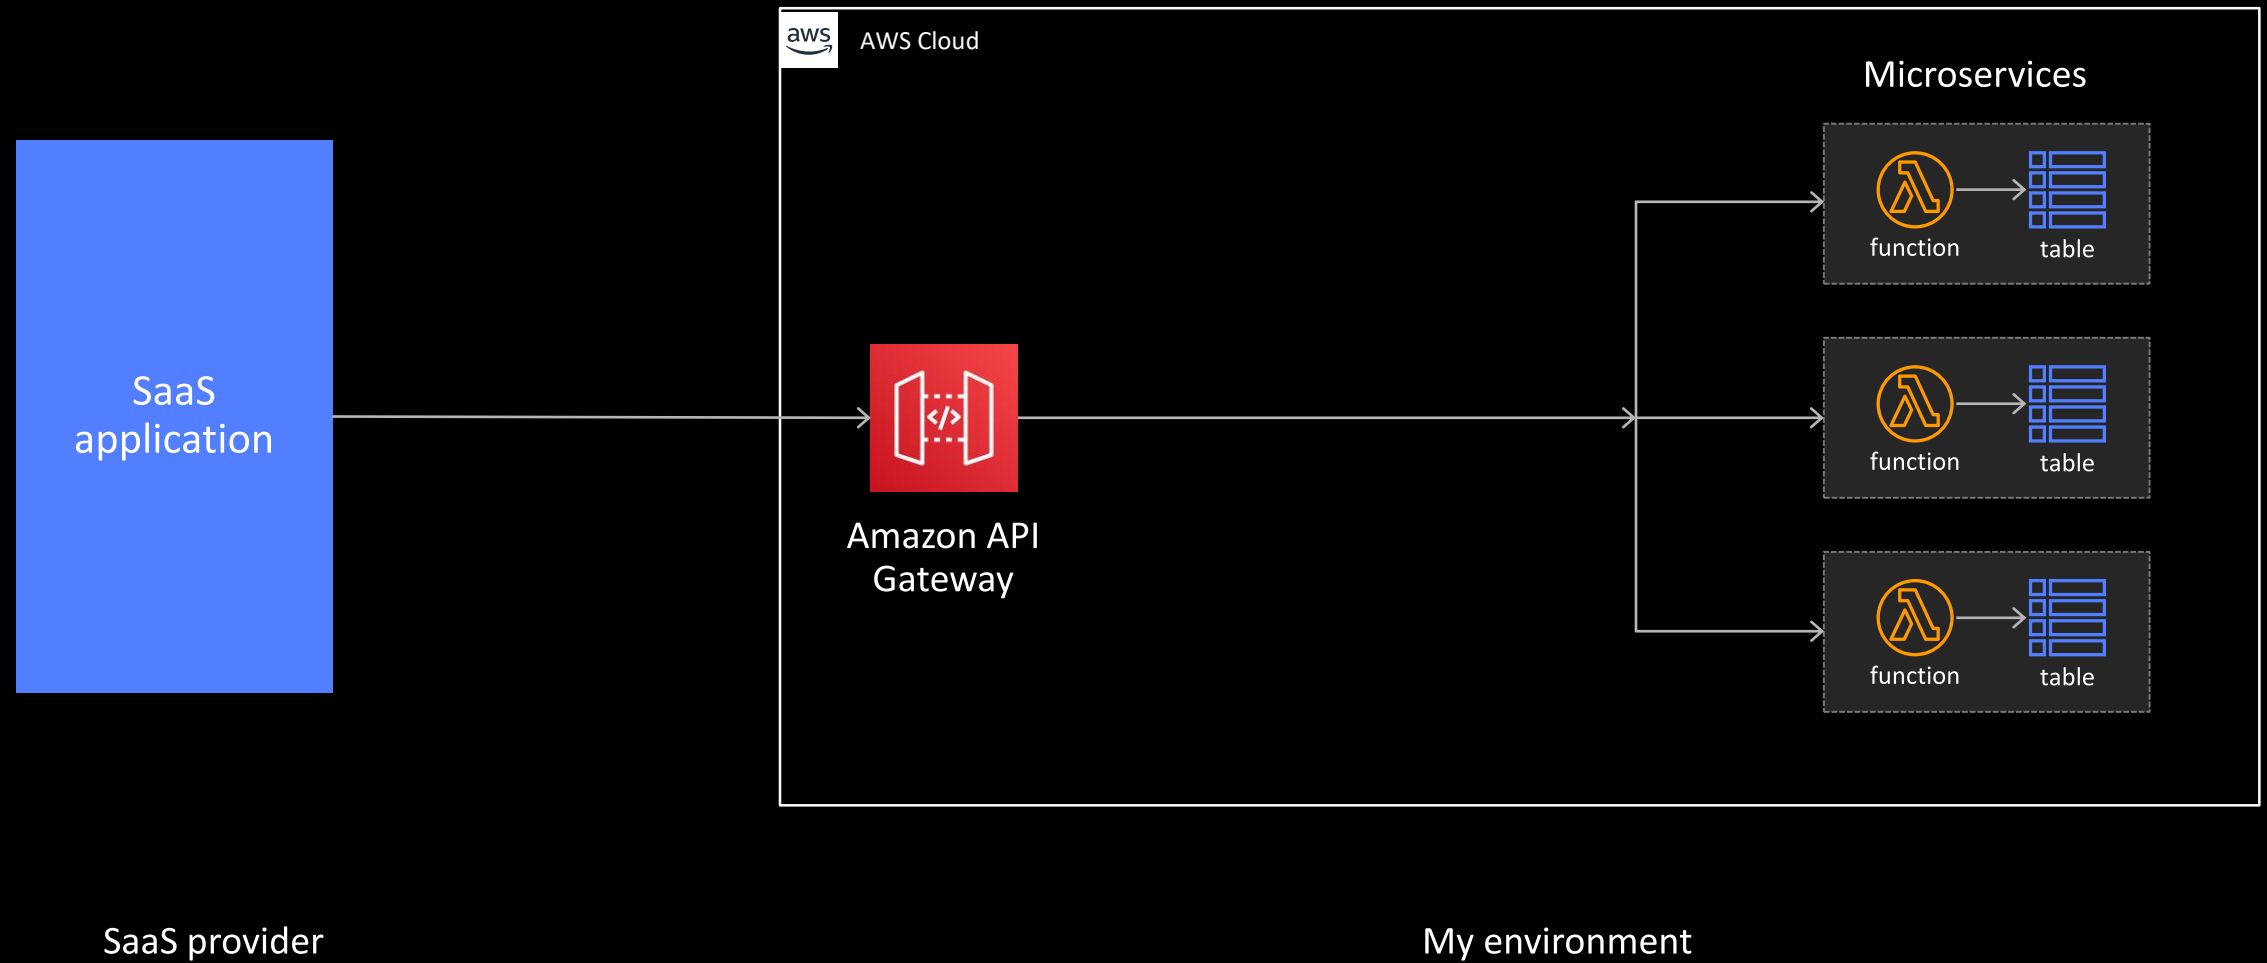 aws
AWS Cloud
Microservices
function
table
SaaS
application
function
table
Amazon API
Gateway
function
table
SaaS provider
My environment